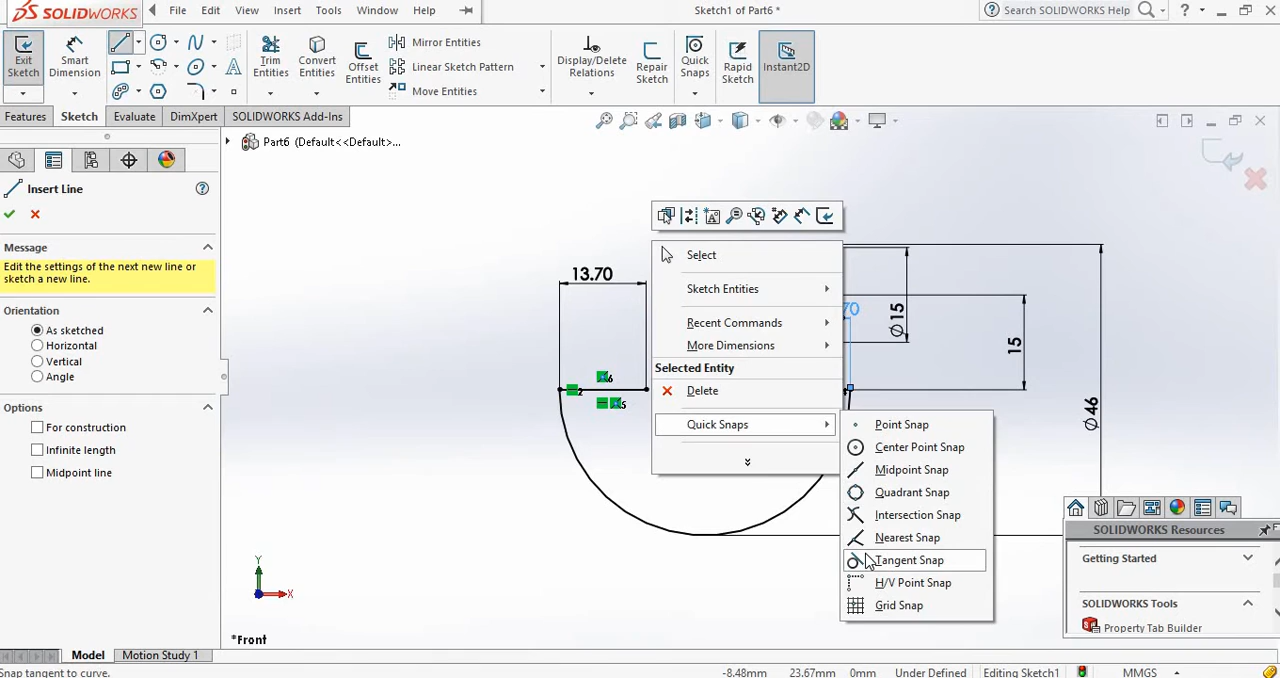 SOLIDWORKS File Edit View Insert Tools Window Help Sketch1 of Part6 * Search SOLIDWORKS Help ?
Exit Sketch
Smart Dimension
Trim Entities
Convert Entities
Offset Entities
Mirror Entities
Linear Sketch Pattern
Move Entities
Display/Delete Relations
Repair Sketch
Quick Snaps
Rapid Sketch
Instant2D
Features Sketch Evaluate DimXpert SOLIDWORKS Add-Ins
Part6 (Default<<Default>...
Insert Line
Message
Edit the settings of the next new line or
sketch a new line.
Orientation
As sketched
Horizontal
Vertical
Angle
Options
For construction
Infinite length
Midpoint line
13.70
70
Ø15
15
Ø46
2
6
5
Select
Sketch Entities
Recent Commands
More Dimensions
Selected Entity
Delete
Quick Snaps
Point Snap
Center Point Snap
Midpoint Snap
Quadrant Snap
Intersection Snap
Nearest Snap
Tangent Snap
H/V Point Snap
Grid Snap
SOLIDWORKS Resources
Getting Started
SOLIDWORKS Tools
Property Tab Builder
Y
X
*Front
Model Motion Study 1
Snap tangent to curve. -8.48mm 23.67mm 0mm Under Defined Editing Sketch1 MMGS